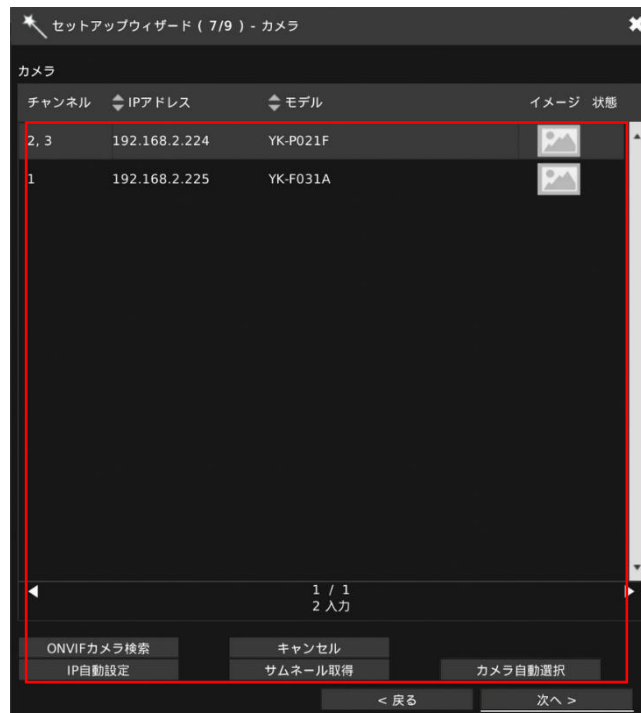 セットアップウィザード ( 7/9 ) - カメラ
カメラ
チャンネル IPアドレス モデル イメージ 状態
2, 3 192.168.2.224 YK-P021F
1 192.168.2.225 YK-F031A
1 / 1
2 入力
ONVIFカメラ検索 キャンセル
IP自動設定 サムネール取得 カメラ自動選択
< 戻る 次へ >